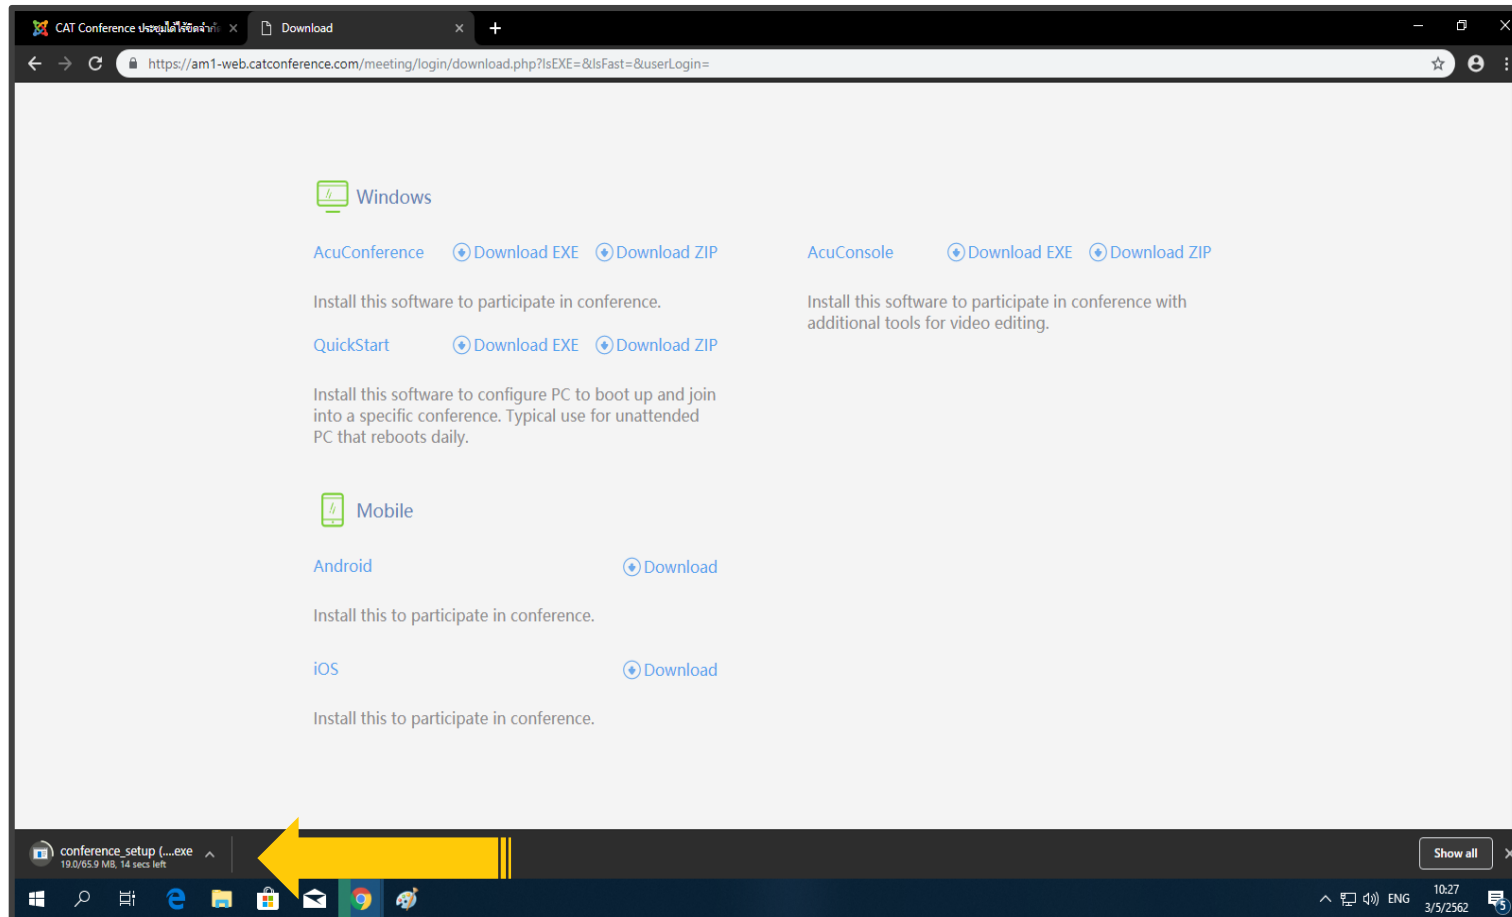 CAT Conference ประชุมได้ไร้ขีดจำกั
Download
https://am1-web.catconference.com/meeting/login/download.php?IsEXE=&IsFast=&userLogin=
Windows
AcuConference Download EXE Download ZIP
Install this software to participate in conference.
QuickStart Download EXE Download ZIP
Install this software to configure PC to boot up and join
into a specific conference. Typical use for unattended
PC that reboots daily.
AcuConsole Download EXE Download ZIP
Install this software to participate in conference with
additional tools for video editing.
Mobile
Android Download
Install this to participate in conference.
iOS Download
Install this to participate in conference.
conference_setup (....exe
19.0/65.9 MB, 14 secs left
Show all
ENG
10:27
3/5/2562
5